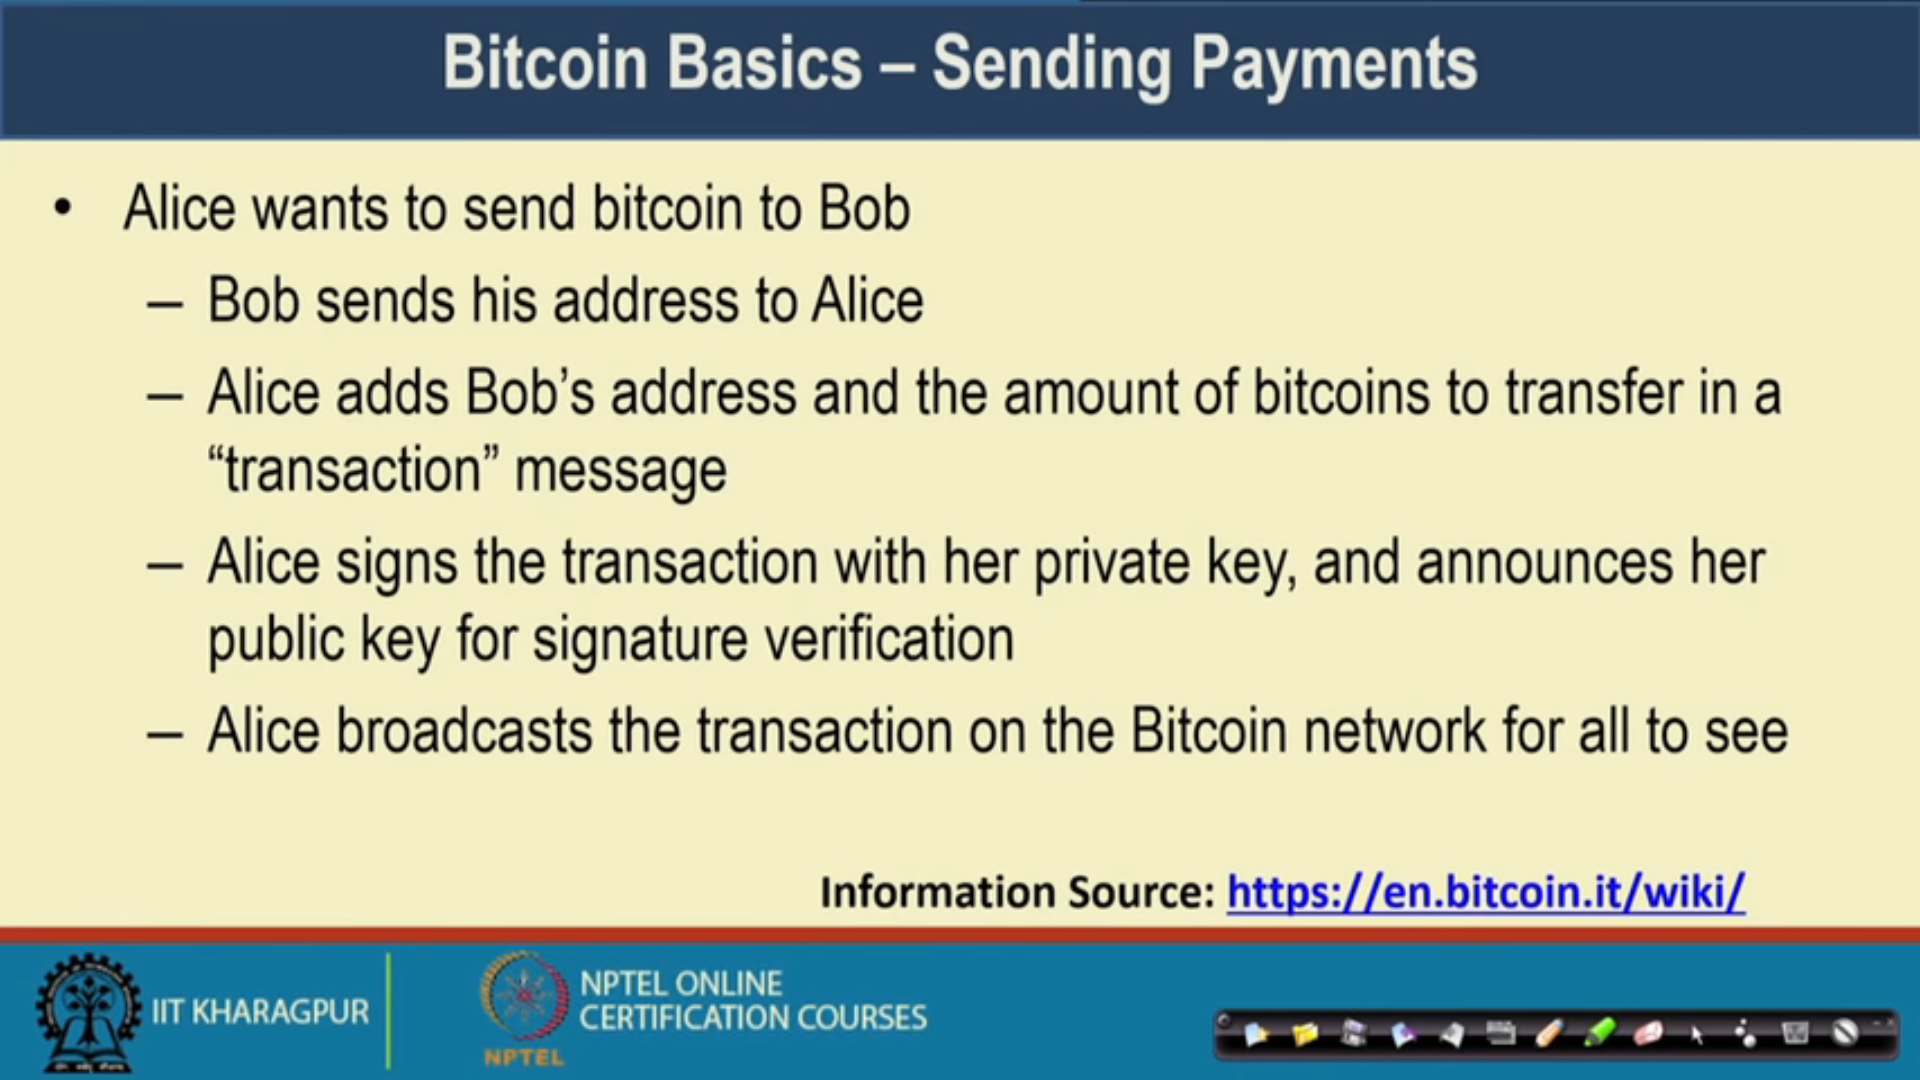 Bitcoin Basics – Sending Payments
• Alice wants to send bitcoin to Bob
– Bob sends his address to Alice
– Alice adds Bob’s address and the amount of bitcoins to transfer in a
“transaction” message
– Alice signs the transaction with her private key, and announces her
public key for signature verification
– Alice broadcasts the transaction on the Bitcoin network for all to see
Information Source: https://en.bitcoin.it/wiki/
IIT KHARAGPUR
NPTEL ONLINE
CERTIFICATION COURSES
NPTEL